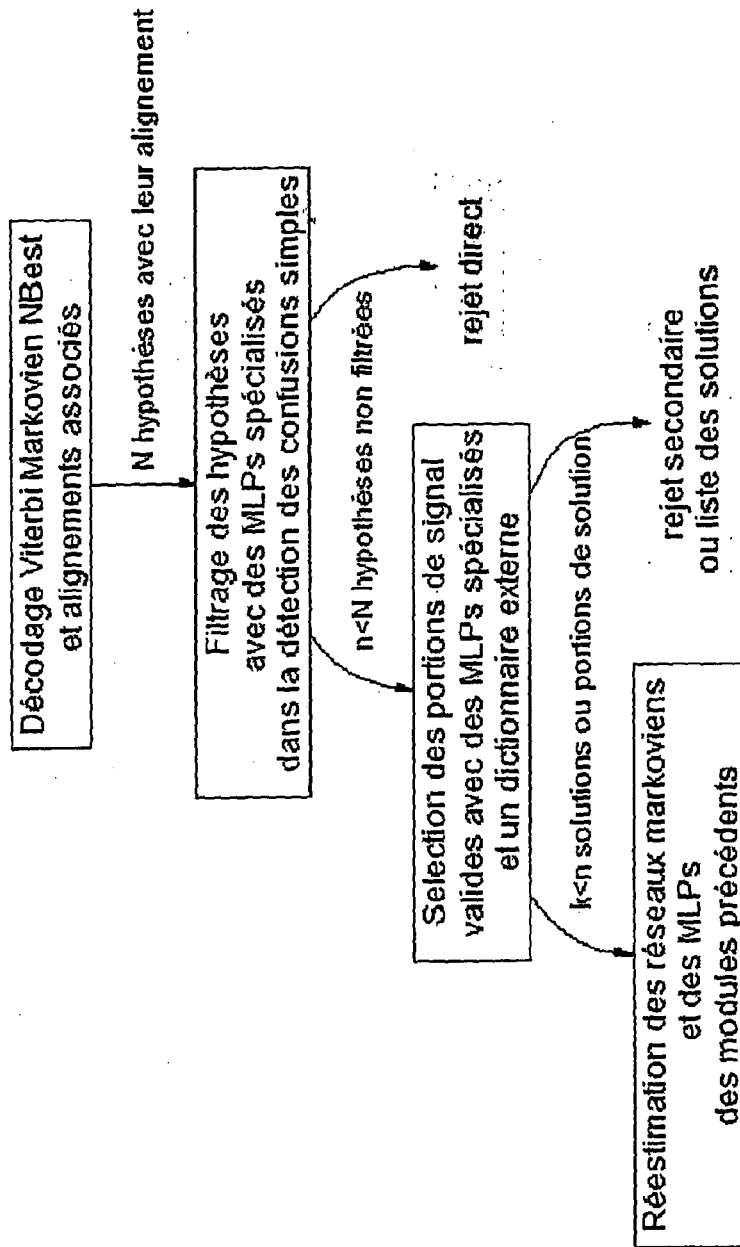 Décodage Viterbi Markovien NBest
et alignements associés
N hypothéses avec leur alignement
Filtrage des hypothèses
avec des MLPs spécialisés
dans la détection des confusions simples
n<N hypothéses non filtrées
rejet direct
Selection des portions de signal
valides avec des MLPs spécialisés
et un dictionnaire externe
k<n solutions ou portions de solution
rejet secondaire
ou liste des solutions
Réestimation des réseaux markoviens
et des MLPs
des modules précédents